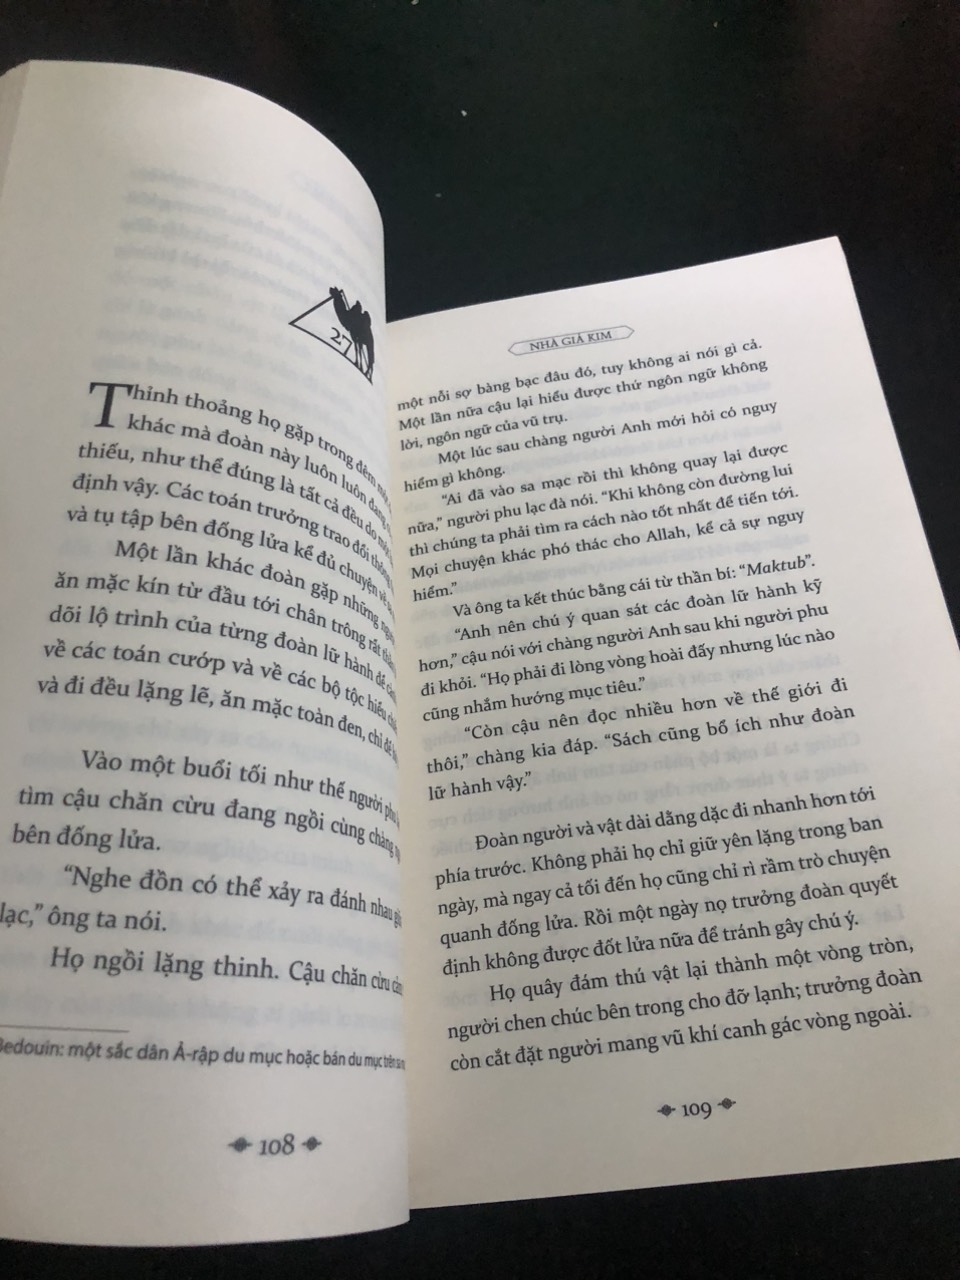 27
Thỉnh thoảng họ gặp trong đêm
khác mà đoàn này luôn luôn
thiếu, như thể đúng là tất cả đều do
định vậy. Các toán trưởng trao đổi
và tụ tập bên đống lửa kể đủ chuyện về
Một lần khác đoàn gặp những
ăn mặc kín từ đầu tới chân trông rất
dõi lộ trình của từng đoàn lữ hành để
về các toán cướp và về các bộ tộc hiếu
và đi đều lặng lẽ, ăn mặc toàn đen, chỉ để
Vào một buổi tối như thế người
tìm cậu chăn cừu đang ngồi cùng chàng
bên đống lửa.
“Nghe đồn có thể xảy ra đánh nhau
lạc,” ông ta nói.
Họ ngồi lặng thinh. Cậu chăn cừu
Bedouin: một sắc dân Ả-rập du mục hoặc bán du mục trên
108
NHÀ GIẢ KIM
một nỗi sợ bàng bạc đâu đó, tuy không ai nói gì cả.
Một lần nữa cậu lại hiểu được thứ ngôn ngữ không
lời, ngôn ngữ của vũ trụ.
Một lúc sau chàng người Anh mới hỏi có nguy
hiểm gì không.
“Ai đã vào sa mạc rồi thì không quay lại được
nữa,” người phu lạc đà nói. “Khi không còn đường lui
thì chúng ta phải tìm ra cách nào tốt nhất để tiến tới.
Mọi chuyện khác phó thác cho Allah, kể cả sự nguy
hiểm.”
Và ông ta kết thúc bằng cái từ thần bí: “Maktub”.
“Anh nên chú ý quan sát các đoàn lữ hành kỹ
hơn,” cậu nói với chàng người Anh sau khi người phu
đi khỏi. “Họ phải đi lòng vòng hoài đấy nhưng lúc nào
cũng nhắm hướng mục tiêu.”
“Còn cậu nên đọc nhiều hơn về thế giới đi
thôi,” chàng kia đáp. “Sách cũng bổ ích như đoàn
lữ hành vậy.”
Đoàn người và vật dài dằng dặc đi nhanh hơn tới
phía trước. Không phải họ chỉ giữ yên lặng trong ban
ngày, mà ngay cả tối đến họ cũng chỉ rì rầm trò chuyện
quanh đống lửa. Rồi một ngày nọ trưởng đoàn quyết
định không được đốt lửa nữa để tránh gây chú ý.
Họ quây đám thú vật lại thành một vòng tròn,
người chen chúc bên trong cho đỡ lạnh; trưởng đoàn
còn cắt đặt người mang vũ khí canh gác vòng ngoài.
109